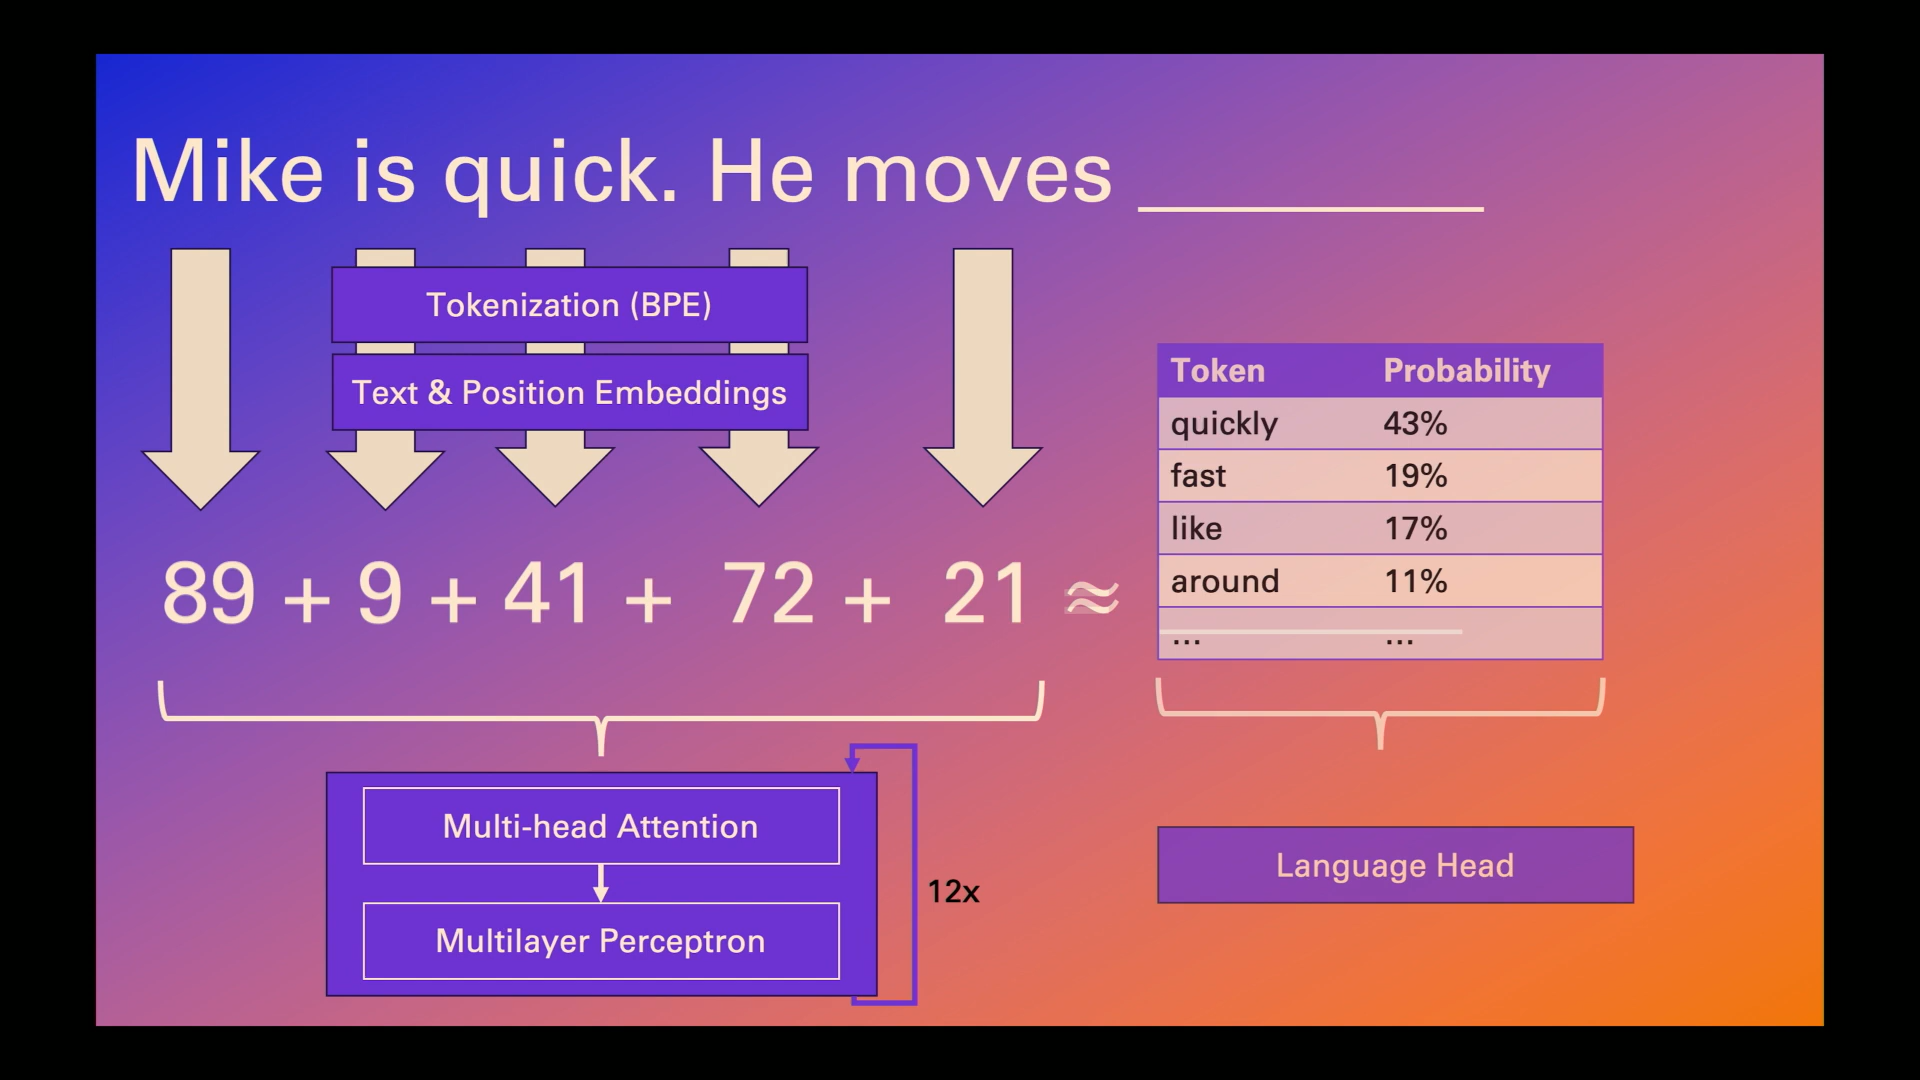 Mike is quick. He moves ________
Tokenization (BPE)
Text & Position Embeddings
Token Probability
quickly 43%
fast 19%
like 17%
around 11%
... ...
89 + 9 + 41 + 72 + 21 ≈
Multi-head Attention
Multilayer Perceptron
12x
Language Head